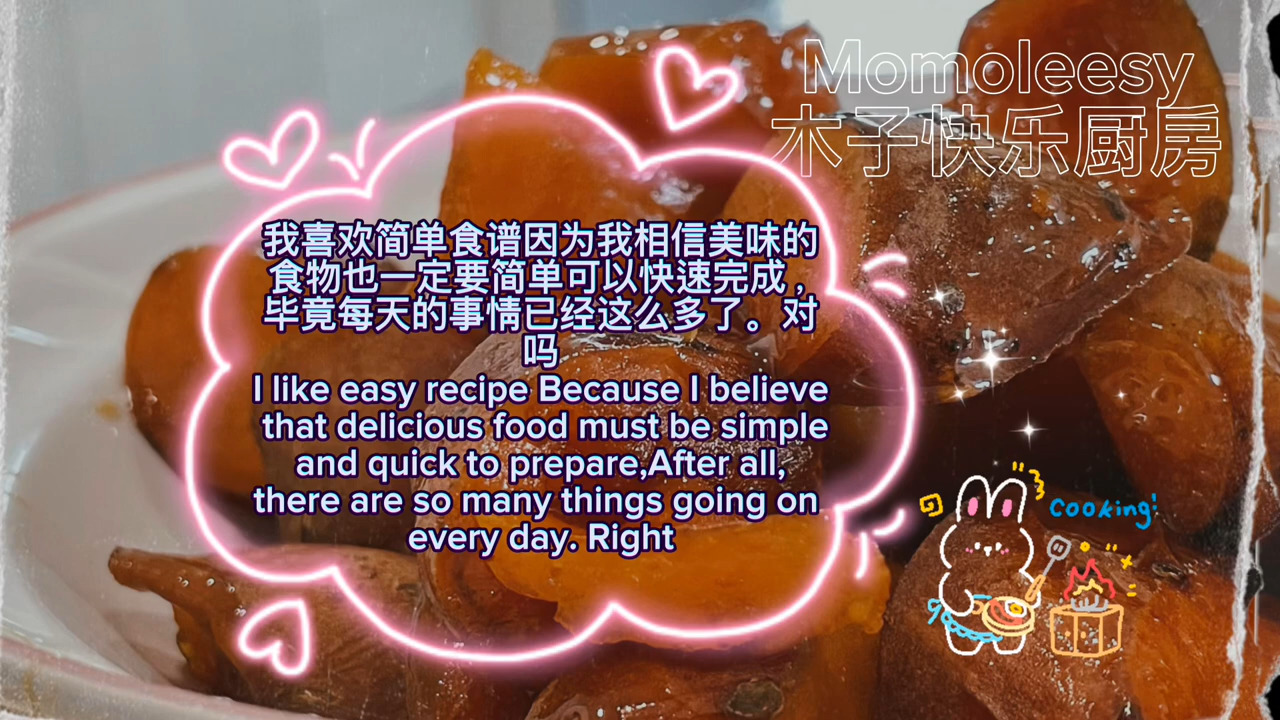 Momoleesy
木子快乐厨房
我喜欢简单食谱因为我相信美味的
食物也一定要简单可以快速完成，
毕竟每天的事情已经这么多了。对
吗
I like easy recipe Because I believe
that delicious food must be simple
and quick to prepare,After all,
there are so many things going on
every day. Right
cooking!